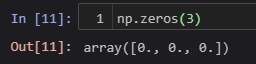 In [11]: 1 np.zeros(3)
Out[11]: array([0., 0., 0.])